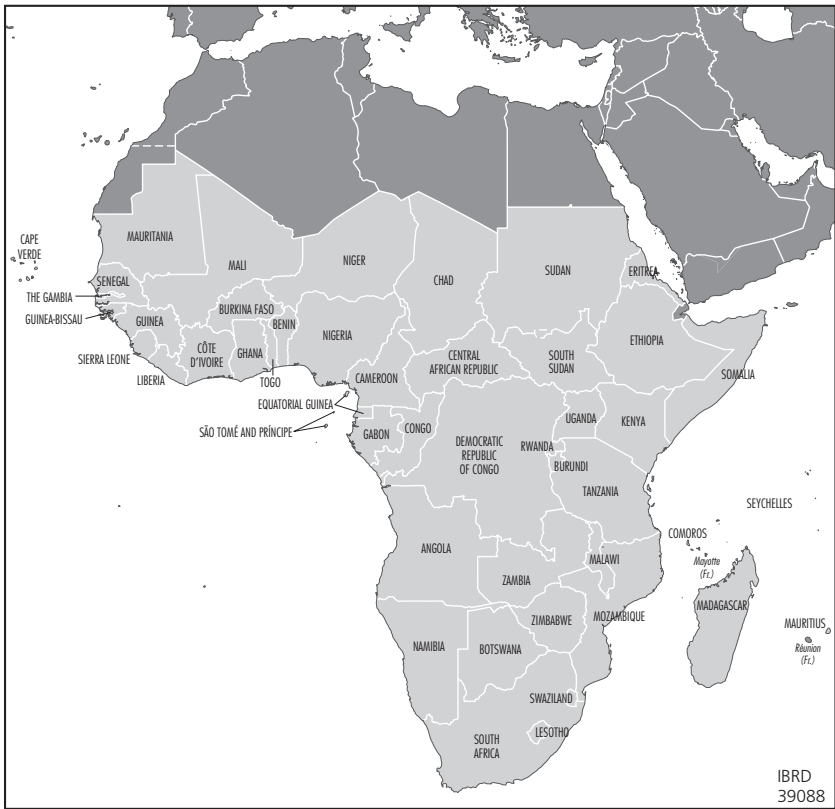 MAURITANIA
MALI
NIGER
CHAD
SUDAN
ERITREA
CAPE
VERDE
SENEGAL
THE GAMBIA
GUINEA-BISSAU
GUINEA
SIERRA LEONE
LIBERIA
CÔTE
D'IVOIRE
BURKINA FASO
GHANA
BENIN
TOGO
NIGERIA
CAMEROON
CENTRAL
AFRICAN REPUBLIC
SOUTH
SUDAN
ETHIOPIA
SOMALIA
EQUATORIAL GUINEA
SÃO TOMÉ AND PRÍNCIPE
GABON
CONGO
DEMOCRATIC
REPUBLIC
OF CONGO
UGANDA
KENYA
RWANDA
BURUNDI
TANZANIA
SEYCHELLES
COMOROS
Mayotte
(Fr.)
ANGOLA
ZAMBIA
MALAWI
MOZAMBIQUE
MADAGASCAR
MAURITIUS
Réunion
(Fr.)
NAMIBIA
BOTSWANA
ZIMBABWE
SWAZILAND
LESOTHO
SOUTH
AFRICA
IBRD
39088